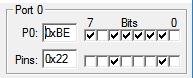 Port 0
7 Bits 0
P0: 0xBE
Pins: 0x22